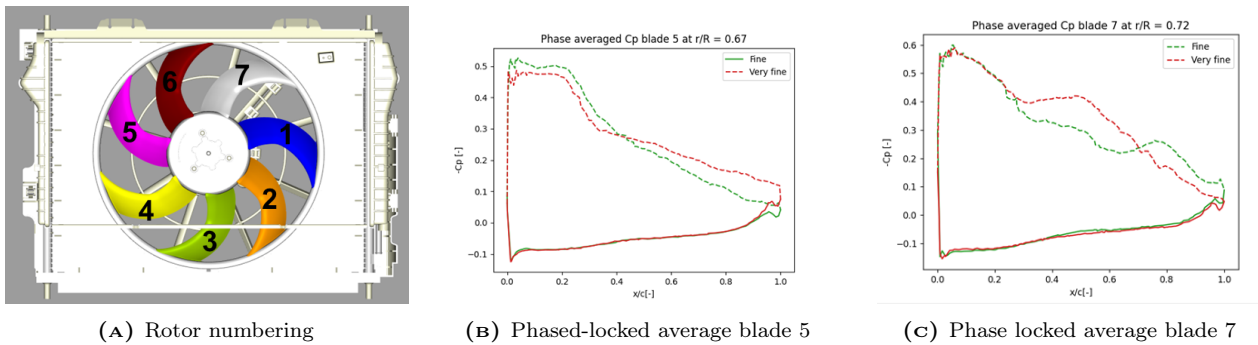 6
7
5
1
4
2
3
(A) Rotor numbering
Phase averaged Cp blade 5 at r/R = 0.67
Fine
Very fine
0.5
0.4
0.3
0.2
0.1
0.0
−0.1
-Cp [-]
0.0 0.2 0.4 0.6 0.8 1.0
x/c[-]
(B) Phased-locked average blade 5
Phase averaged Cp blade 7 at r/R = 0.72
Fine
Very fine
0.6
0.5
0.4
0.3
0.2
0.1
0.0
−0.1
-Cp [-]
0.0 0.2 0.4 0.6 0.8 1.0
x/c[-]
(C) Phase locked average blade 7